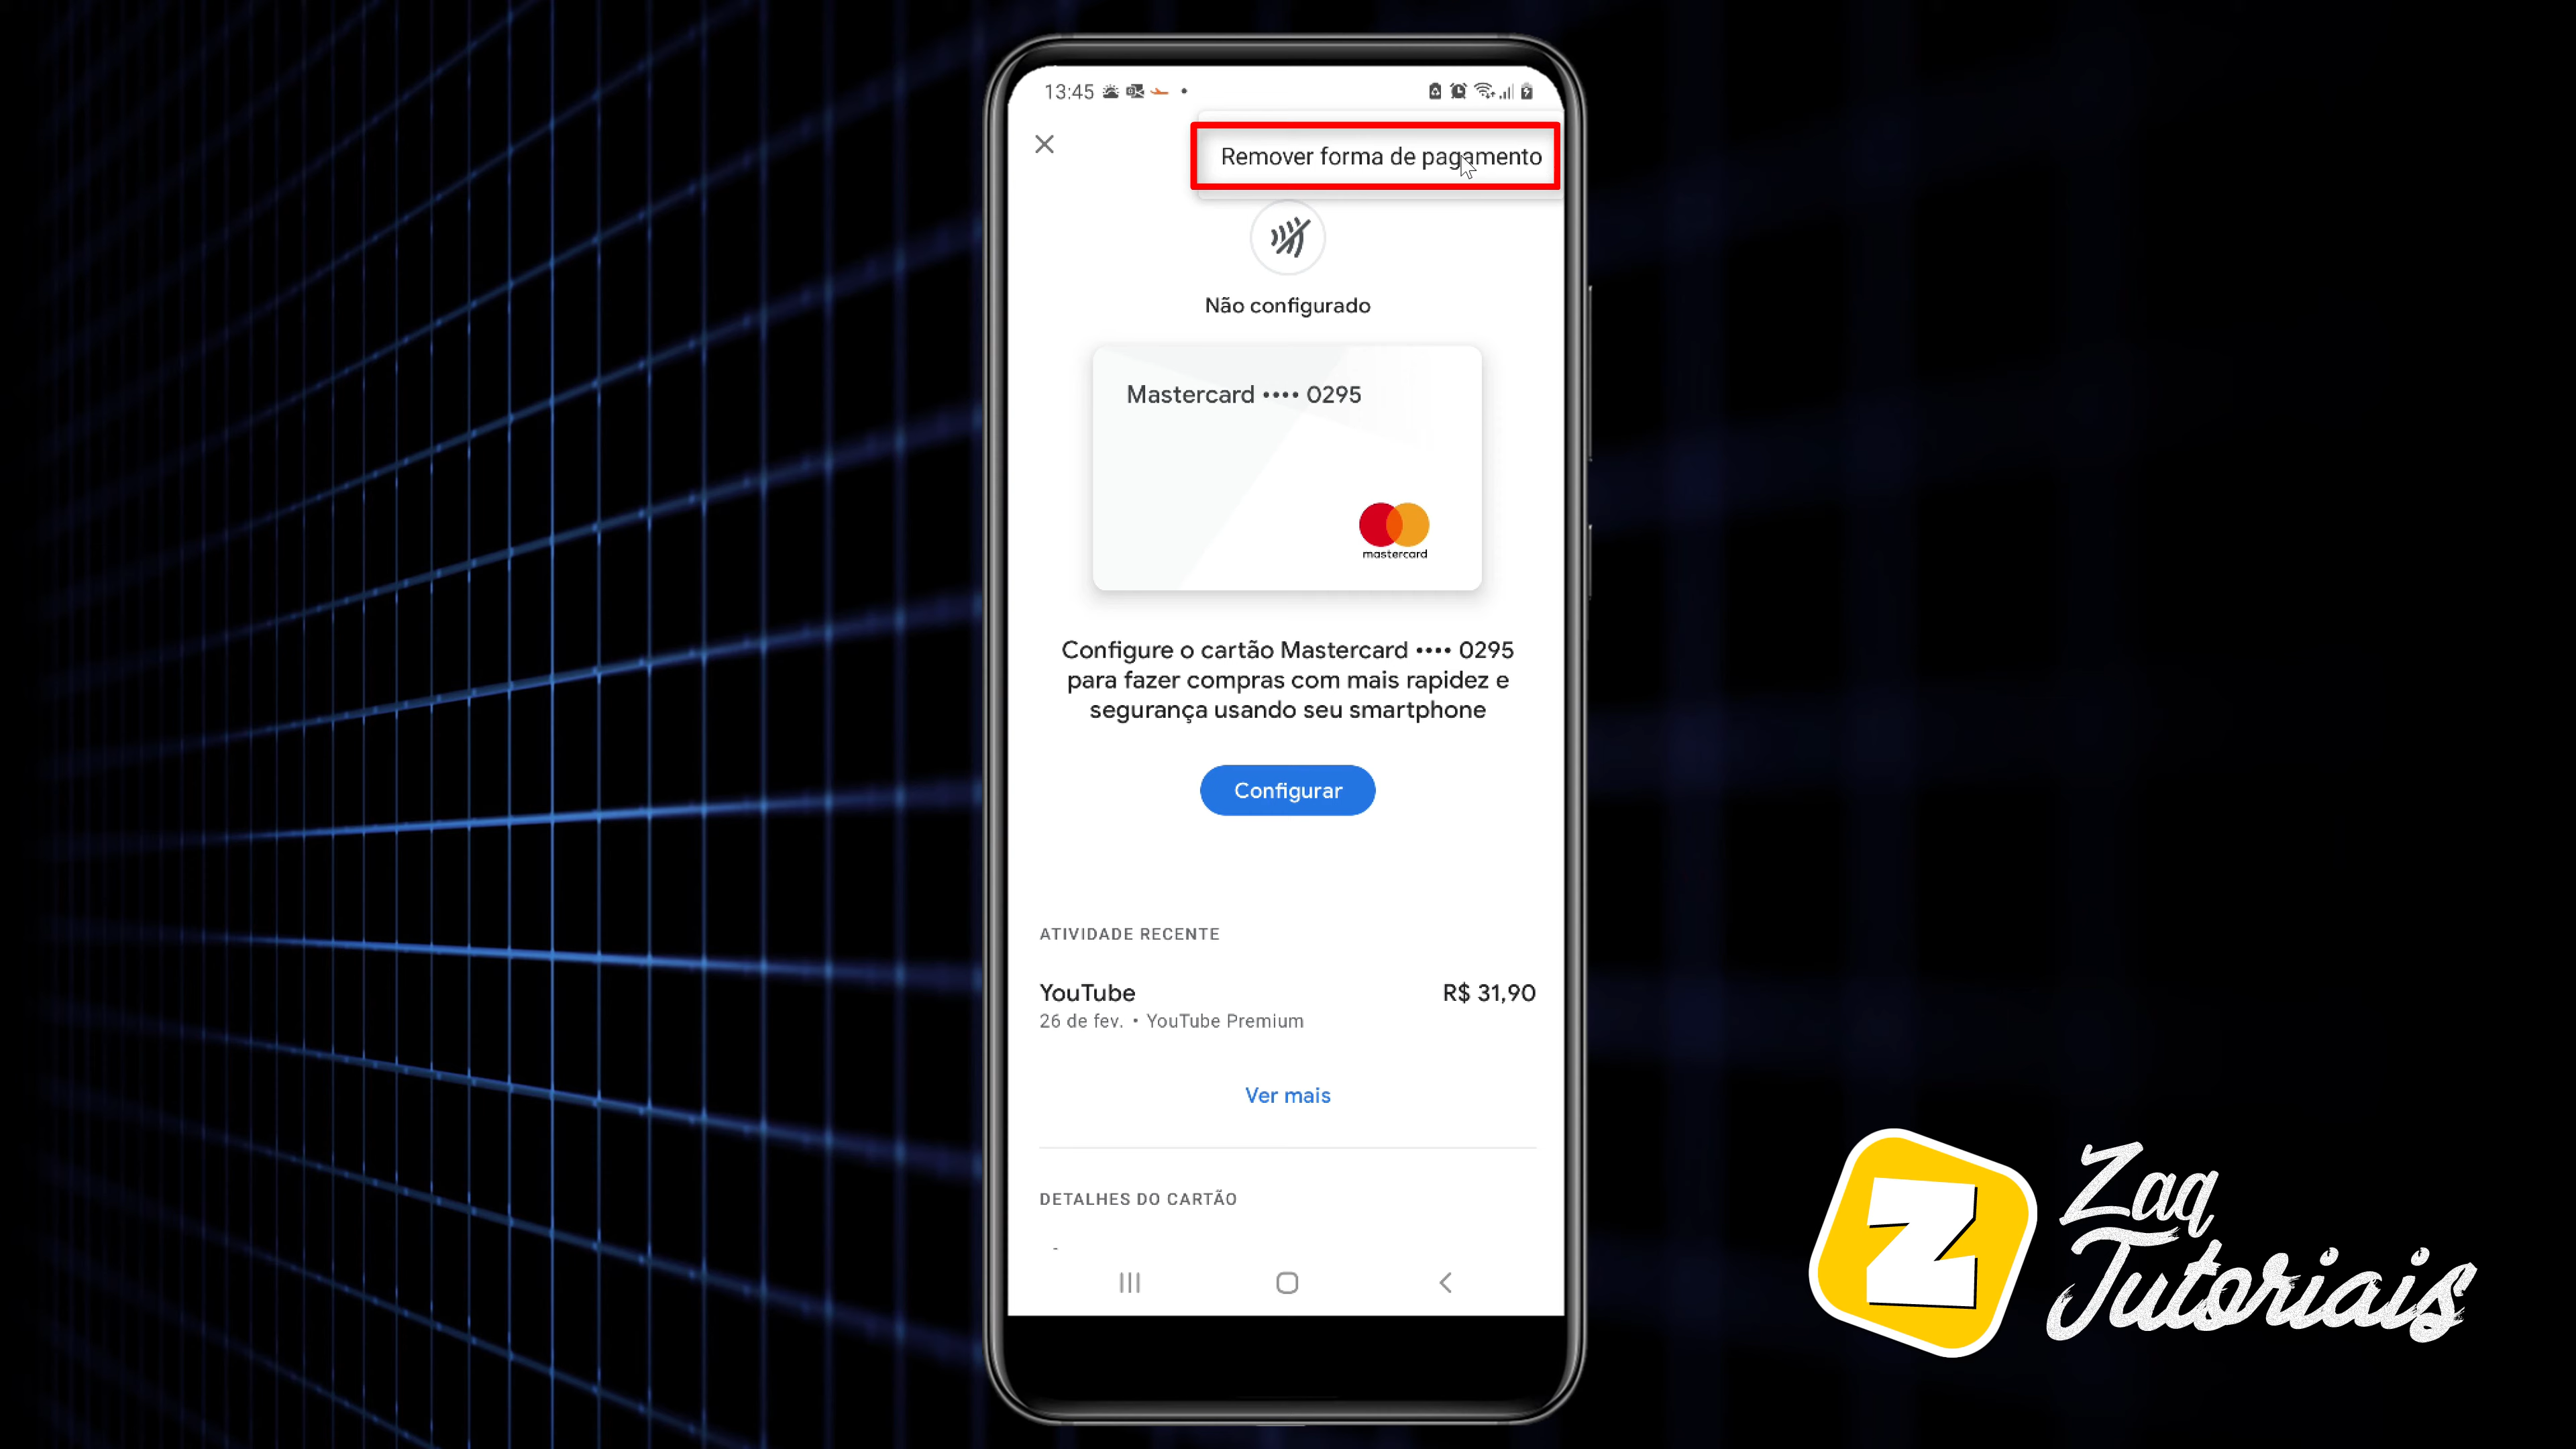 13:45
Remover forma de pagamento
Não configurado
Mastercard •••• 0295
mastercard
Configure o cartão Mastercard •••• 0295
para fazer compras com mais rapidez e
segurança usando seu smartphone
Configurar
ATIVIDADE RECENTE
YouTube R$ 31,90
26 de fev. • YouTube Premium
Ver mais
DETALHES DO CARTÃO
Z
Zaq
Tutoriais